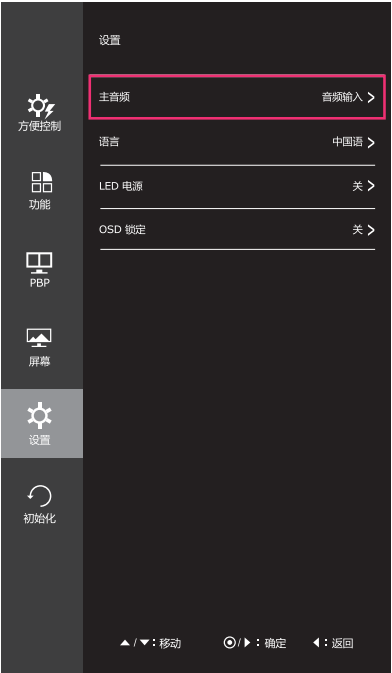 设置
主音频 音频输入
语言 中国语
LED 电源 关
OSD 锁定 关
方便控制
功能
PBP
屏幕
设置
初始化
▲/▼:移动 ◉/▶:确定 ◀:返回